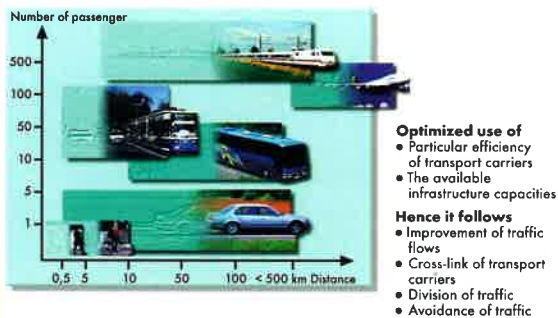 Number of passenger
500
100
50
10
5
1
0,5 5 10 50 100 < 500 km Distance
Optimized use of
● Particular efficiency
of transport carriers
● The available
infrastructure capacities
Hence it follows
● Improvement of traffic
flows
● Cross-link of transport
carriers
● Division of traffic
● Avoidance of traffic